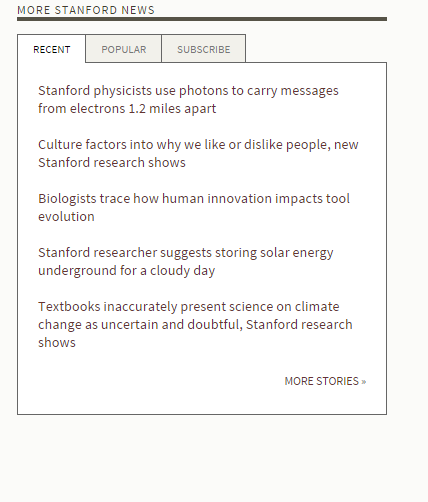 MORE STANFORD NEWS
RECENT POPULAR SUBSCRIBE
Stanford physicists use photons to carry messages
from electrons 1.2 miles apart
Culture factors into why we like or dislike people, new
Stanford research shows
Biologists trace how human innovation impacts tool
evolution
Stanford researcher suggests storing solar energy
underground for a cloudy day
Textbooks inaccurately present science on climate
change as uncertain and doubtful, Stanford research
shows
MORE STORIES »